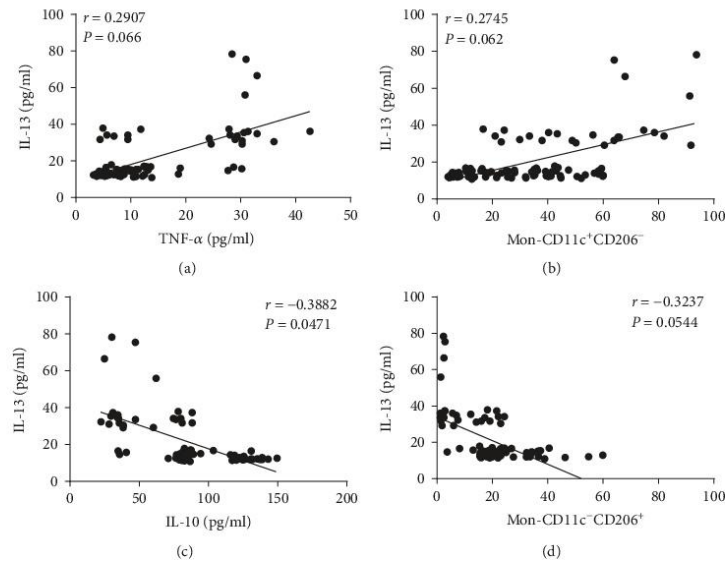 r = 0.2907
P = 0.066
100
80
60
40
20
0
IL-13 (pg/ml)
0 10 20 30 40 50
TNF-α (pg/ml)
(a)
r = 0.2745
P = 0.062
100
80
60
40
20
0
IL-13 (pg/ml)
0 20 40 60 80 100
Mon-CD11c⁺CD206⁻
(b)
r = −0.3882
P = 0.0471
100
80
60
40
20
0
IL-13 (pg/ml)
0 50 100 150 200
IL-10 (pg/ml)
(c)
r = −0.3237
P = 0.0544
100
80
60
40
20
0
IL-13 (pg/ml)
0 20 40 60 80 100
Mon-CD11c⁻CD206⁺
(d)